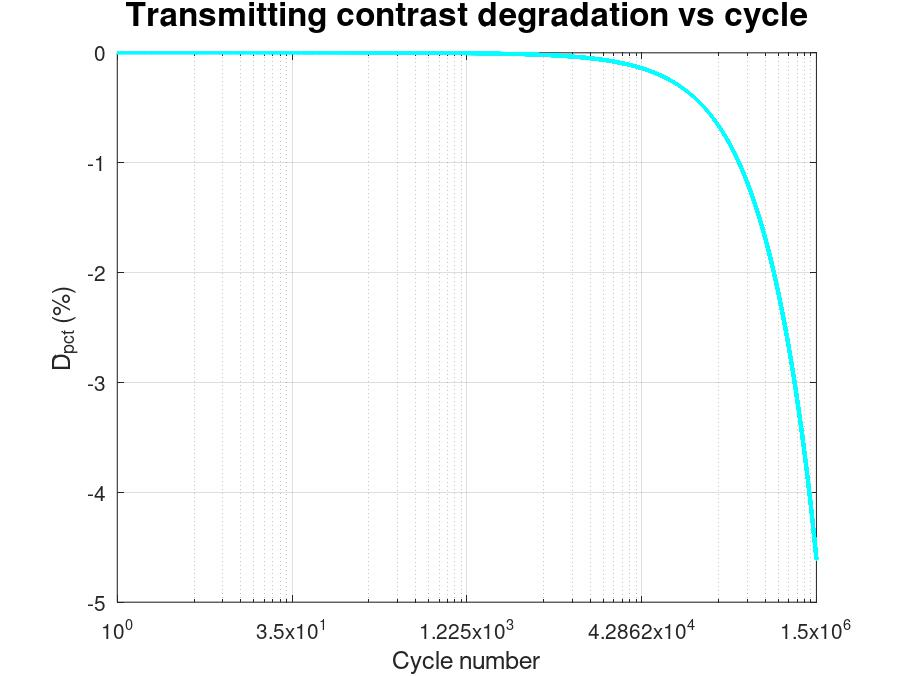 Transmitting contrast degradation vs cycle
0
-1
-2
-3
-4
-5
D_pct (%)
10^0 3.5x10^1 1.225x10^3 4.2862x10^4 1.5x10^6
Cycle number